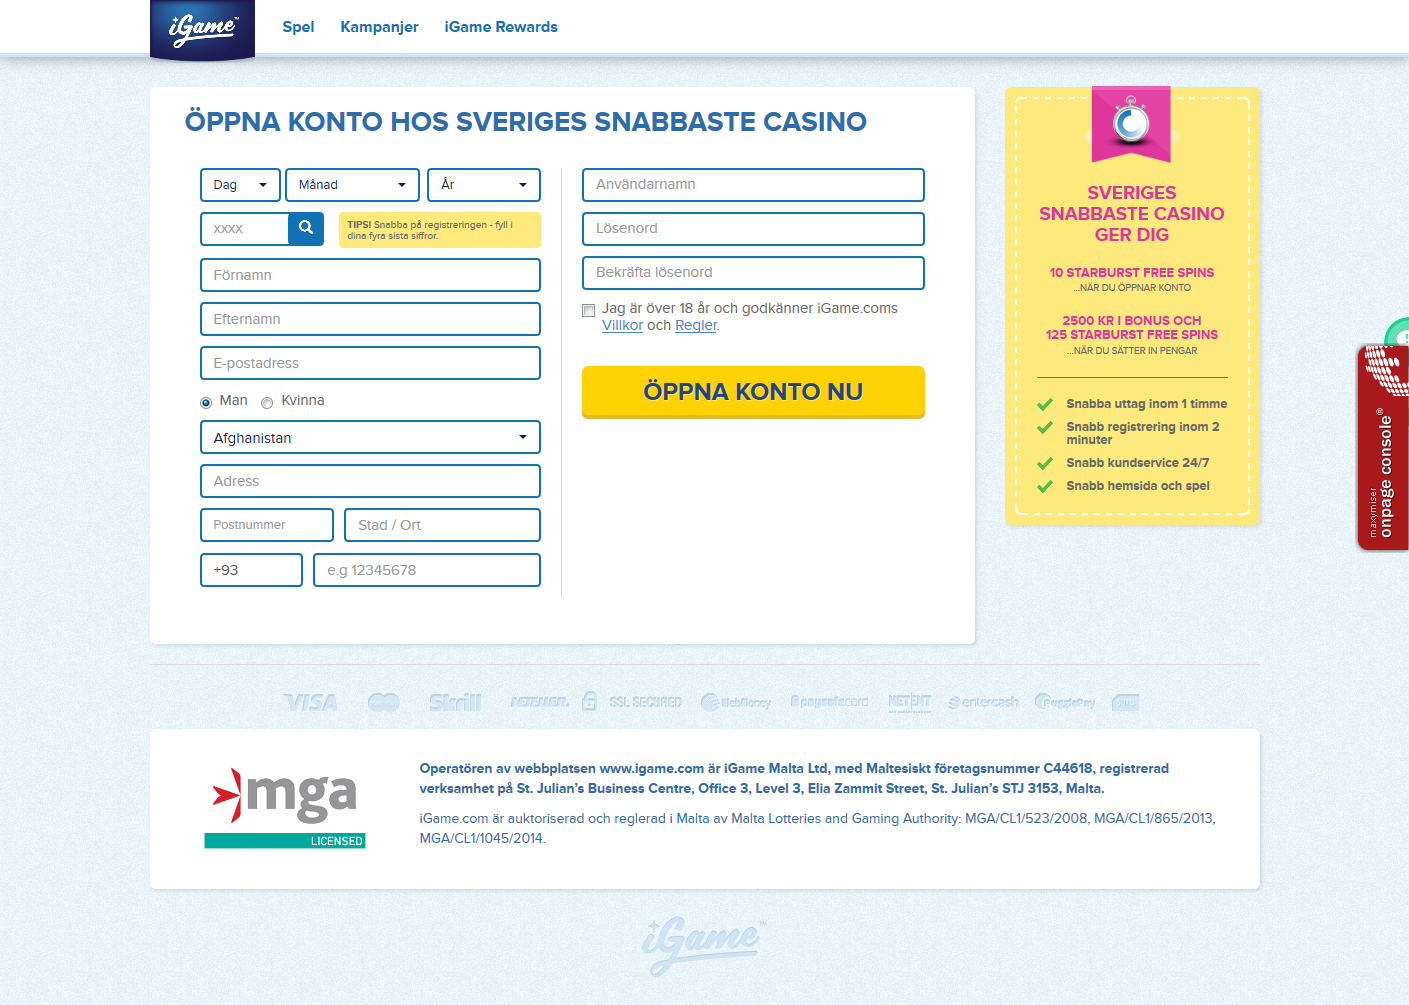 iGame™
Spel Kampanjer iGame Rewards
ÖPPNA KONTO HOS SVERIGES SNABBASTE CASINO
Dag Månad År
xxxx
TIPS! Snabba på registreringen - fyll i
dina fyra sista siffror.
Förnamn
Efternamn
E-postadress
Man Kvinna
Afghanistan
Adress
Postnummer Stad / Ort
+93 e.g 12345678
Användarnamn
Lösenord
Bekräfta lösenord
Jag är över 18 år och godkänner iGame.coms
Villkor och Regler.
ÖPPNA KONTO NU
SVERIGES
SNABBASTE CASINO
GER DIG
10 STARBURST FREE SPINS
...NÄR DU ÖPPNAR KONTO
2500 KR I BONUS OCH
125 STARBURST FREE SPINS
...NÄR DU SÄTTER IN PENGAR
Snabba uttag inom 1 timme
Snabb registrering inom 2
minuter
Snabb kundservice 24/7
Snabb hemsida och spel
maxymiser
onpage console®
VISA Skrill NETELLER. SSL SECURED WebMoney paysafecard NETENT entercash PugglePay
mga
LICENSED
Operatören av webbplatsen www.igame.com är iGame Malta Ltd, med Maltesiskt företagsnummer C44618, registrerad
verksamhet på St. Julian's Business Centre, Office 3, Level 3, Elia Zammit Street, St. Julian's STJ 3153, Malta.
iGame.com är auktoriserad och reglerad i Malta av Malta Lotteries and Gaming Authority: MGA/CL1/523/2008, MGA/CL1/865/2013,
MGA/CL1/1045/2014.
iGame™